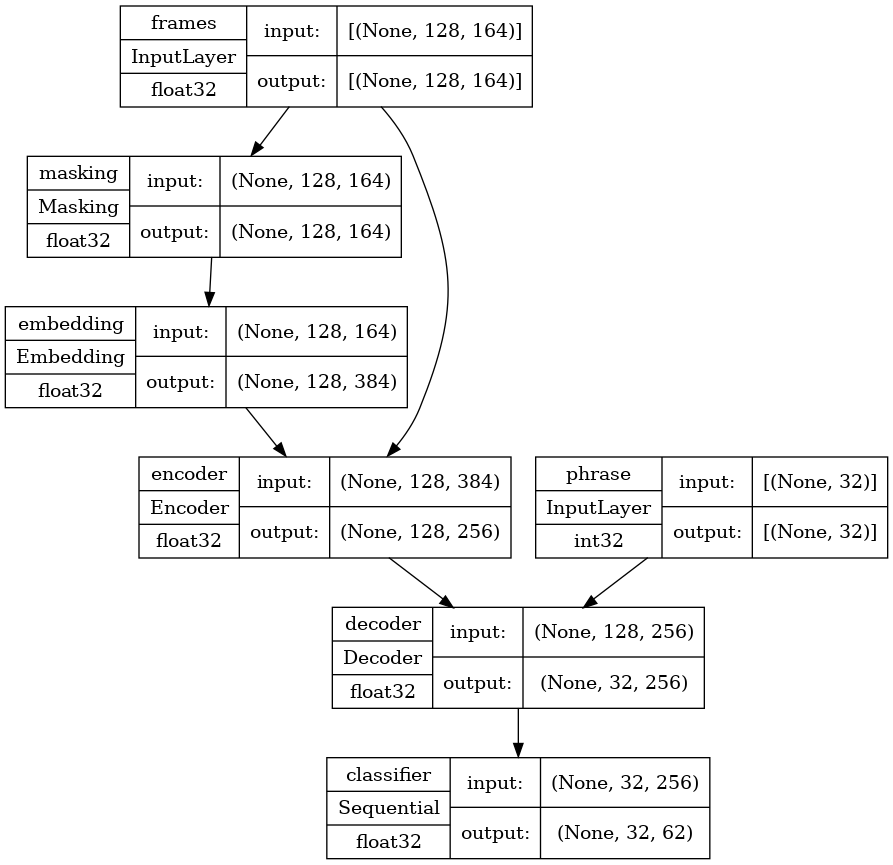 frames
InputLayer
float32
input:
[(None, 128, 164)]
output:
[(None, 128, 164)]
masking
Masking
float32
input:
(None, 128, 164)
output:
(None, 128, 164)
embedding
Embedding
float32
input:
(None, 128, 164)
output:
(None, 128, 384)
encoder
Encoder
float32
input:
(None, 128, 384)
output:
(None, 128, 256)
phrase
InputLayer
int32
input:
[(None, 32)]
output:
[(None, 32)]
decoder
Decoder
float32
input:
(None, 128, 256)
output:
(None, 32, 256)
classifier
Sequential
float32
input:
(None, 32, 256)
output:
(None, 32, 62)